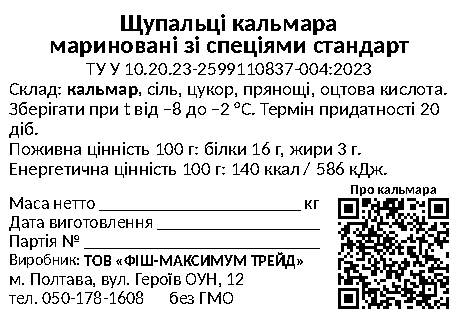 Щупальці кальмара
мариновані зі спеціями стандарт
ТУ У 10.20.23-2599110837-004:2023
Склад: кальмар, сіль, цукор, прянощі, оцтова кислота.
Зберігати при t від –8 до –2 °С. Термін придатності 20
діб.
Поживна цінність 100 г: білки 16 г, жири 3 г.
Енергетична цінність 100 г: 140 ккал / 586 кДж.
Про кальмара
Маса нетто ______________________ кг
Дата виготовлення ________________
Партія № ________________________
Виробник: ТОВ «ФІШ-МАКСИМУМ ТРЕЙД»
м. Полтава, вул. Героїв ОУН, 12
тел. 050-178-1608 без ГМО